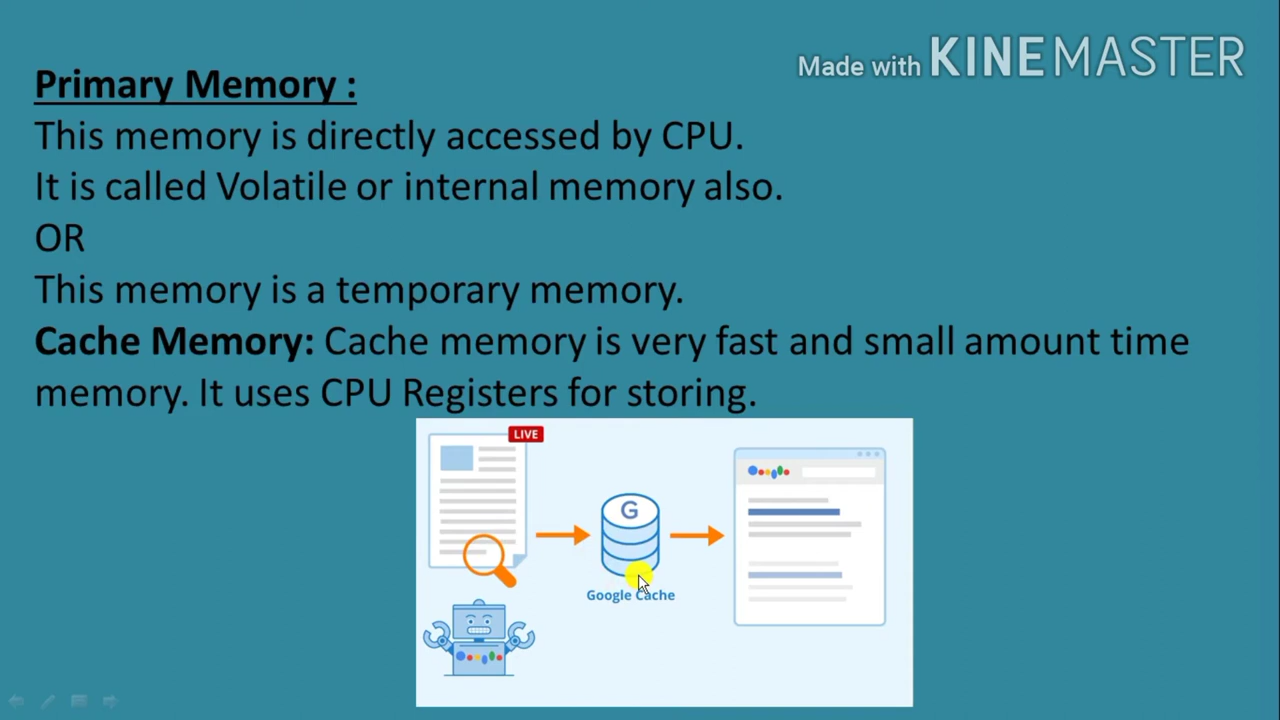 Made with KINEMASTER
Primary Memory :
This memory is directly accessed by CPU.
It is called Volatile or internal memory also.
OR
This memory is a temporary memory.
Cache Memory: Cache memory is very fast and small amount time
memory. It uses CPU Registers for storing.
LIVE
G
Google Cache